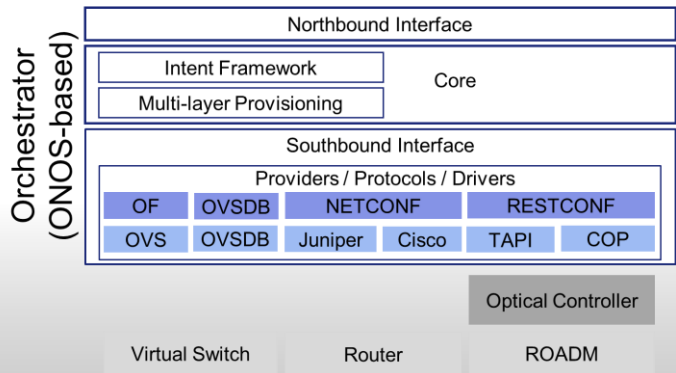 Orchestrator
(ONOS-based)
Northbound Interface
Intent Framework
Core
Multi-layer Provisioning
Southbound Interface
Providers / Protocols / Drivers
OF OVSDB NETCONF RESTCONF
OVS OVSDB Juniper Cisco TAPI COP
Optical Controller
Virtual Switch Router ROADM